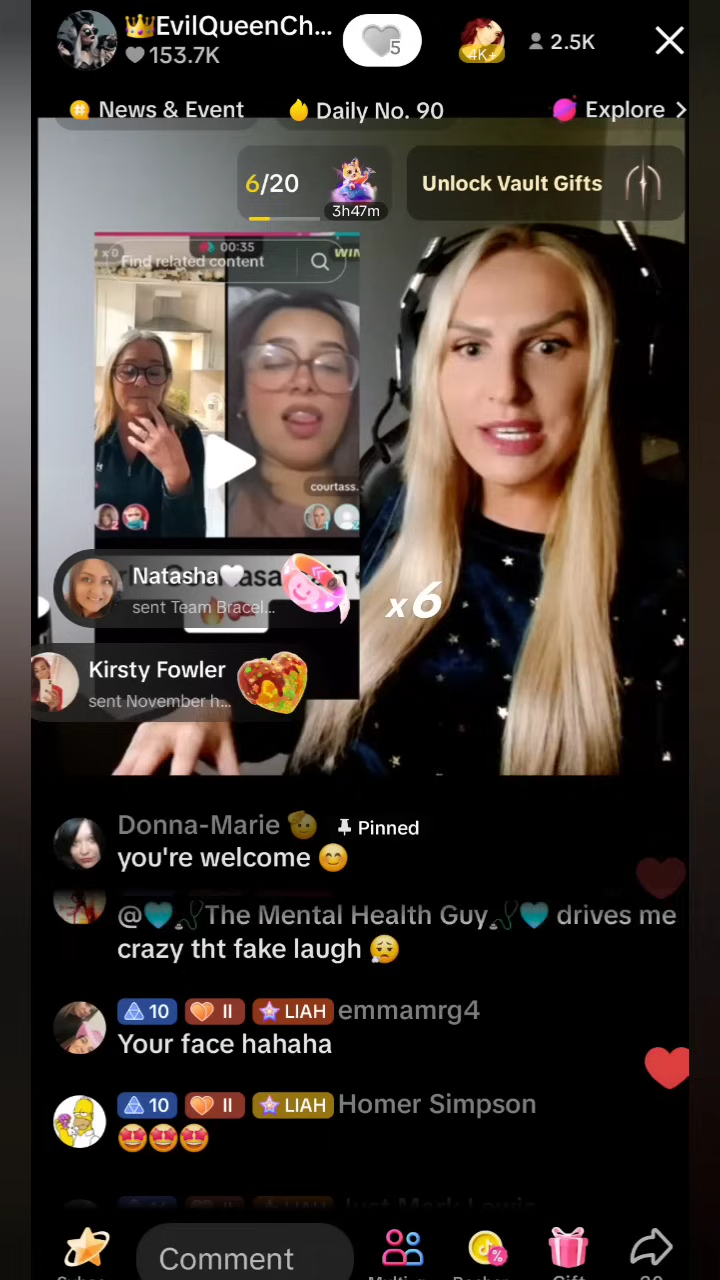 👑EvilQueenCh...
153.7K
5
4K+
2.5K
News & Event
Daily No. 90
Explore >
6/20
3h47m
Unlock Vault Gifts
00:35
WIN
x0
Find related content
courtass.
Natasha🤍
sent Team Bracel...
x6
Kirsty Fowler
sent November h...
Donna-Marie 🫡 Pinned
you're welcome 😊
@🩵🩺The Mental Health Guy🩺🩵 drives me
crazy tht fake laugh 😮‍💨
10 II LIAH emmamrg4
Your face hahaha
10 II LIAH Homer Simpson
🤩🤩🤩
Comment